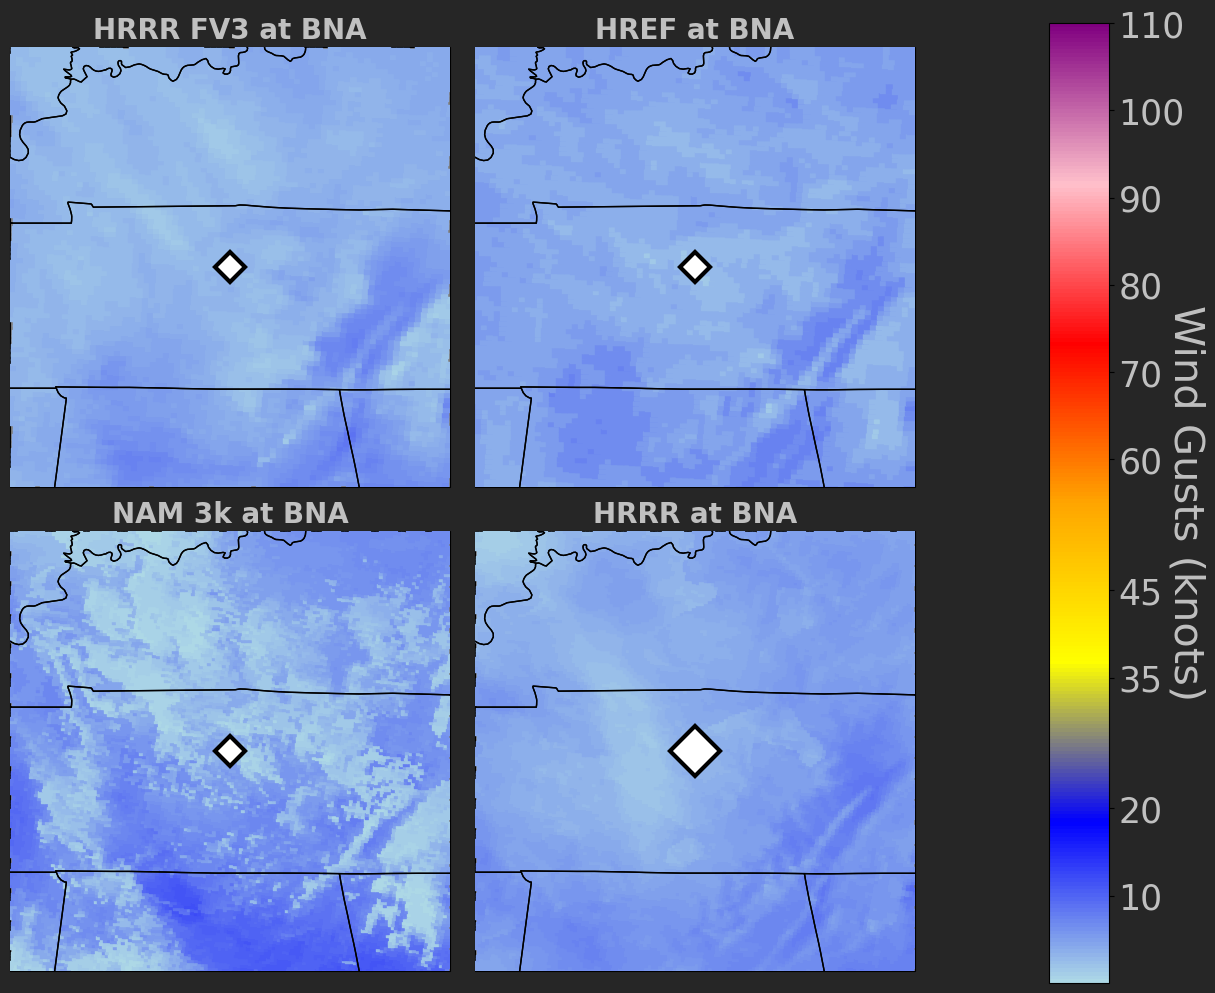 HRRR FV3 at BNA
HREF at BNA
NAM 3k at BNA
HRRR at BNA
110
100
90
80
70
60
45
35
20
10
Wind Gusts (knots)